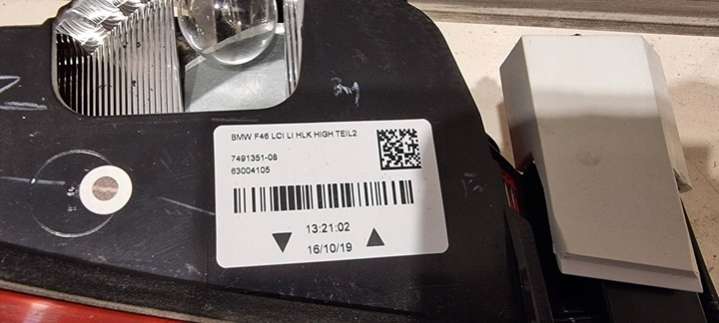 BMW F46 LCI LI HLK HIGH TEIL2
7491351-08
63004105
13:21:02
16/10/19